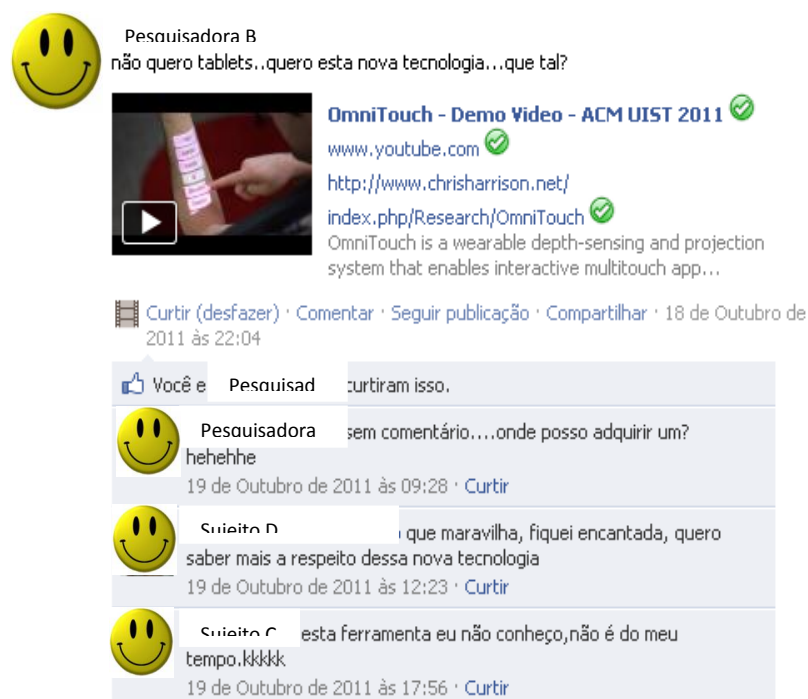 Pesquisadora B
não quero tablets..quero esta nova tecnologia...que tal?
OmniTouch - Demo Video - ACM UIST 2011
www.youtube.com
http://www.chrisharrison.net/
index.php/Research/OmniTouch
OmniTouch is a wearable depth-sensing and projection
system that enables interactive multitouch app...
Curtir (desfazer) · Comentar · Seguir publicação · Compartilhar · 18 de Outubro de
2011 às 22:04
Você e Pesquisad curtiram isso.
Pesquisadora sem comentário....onde posso adquirir um?
hehehhe
19 de Outubro de 2011 às 09:28 · Curtir
Sujeito D que maravilha, fiquei encantada, quero
saber mais a respeito dessa nova tecnologia
19 de Outubro de 2011 às 12:23 · Curtir
Sujeito C esta ferramenta eu não conheço,não é do meu
tempo.kkkkk
19 de Outubro de 2011 às 17:56 · Curtir